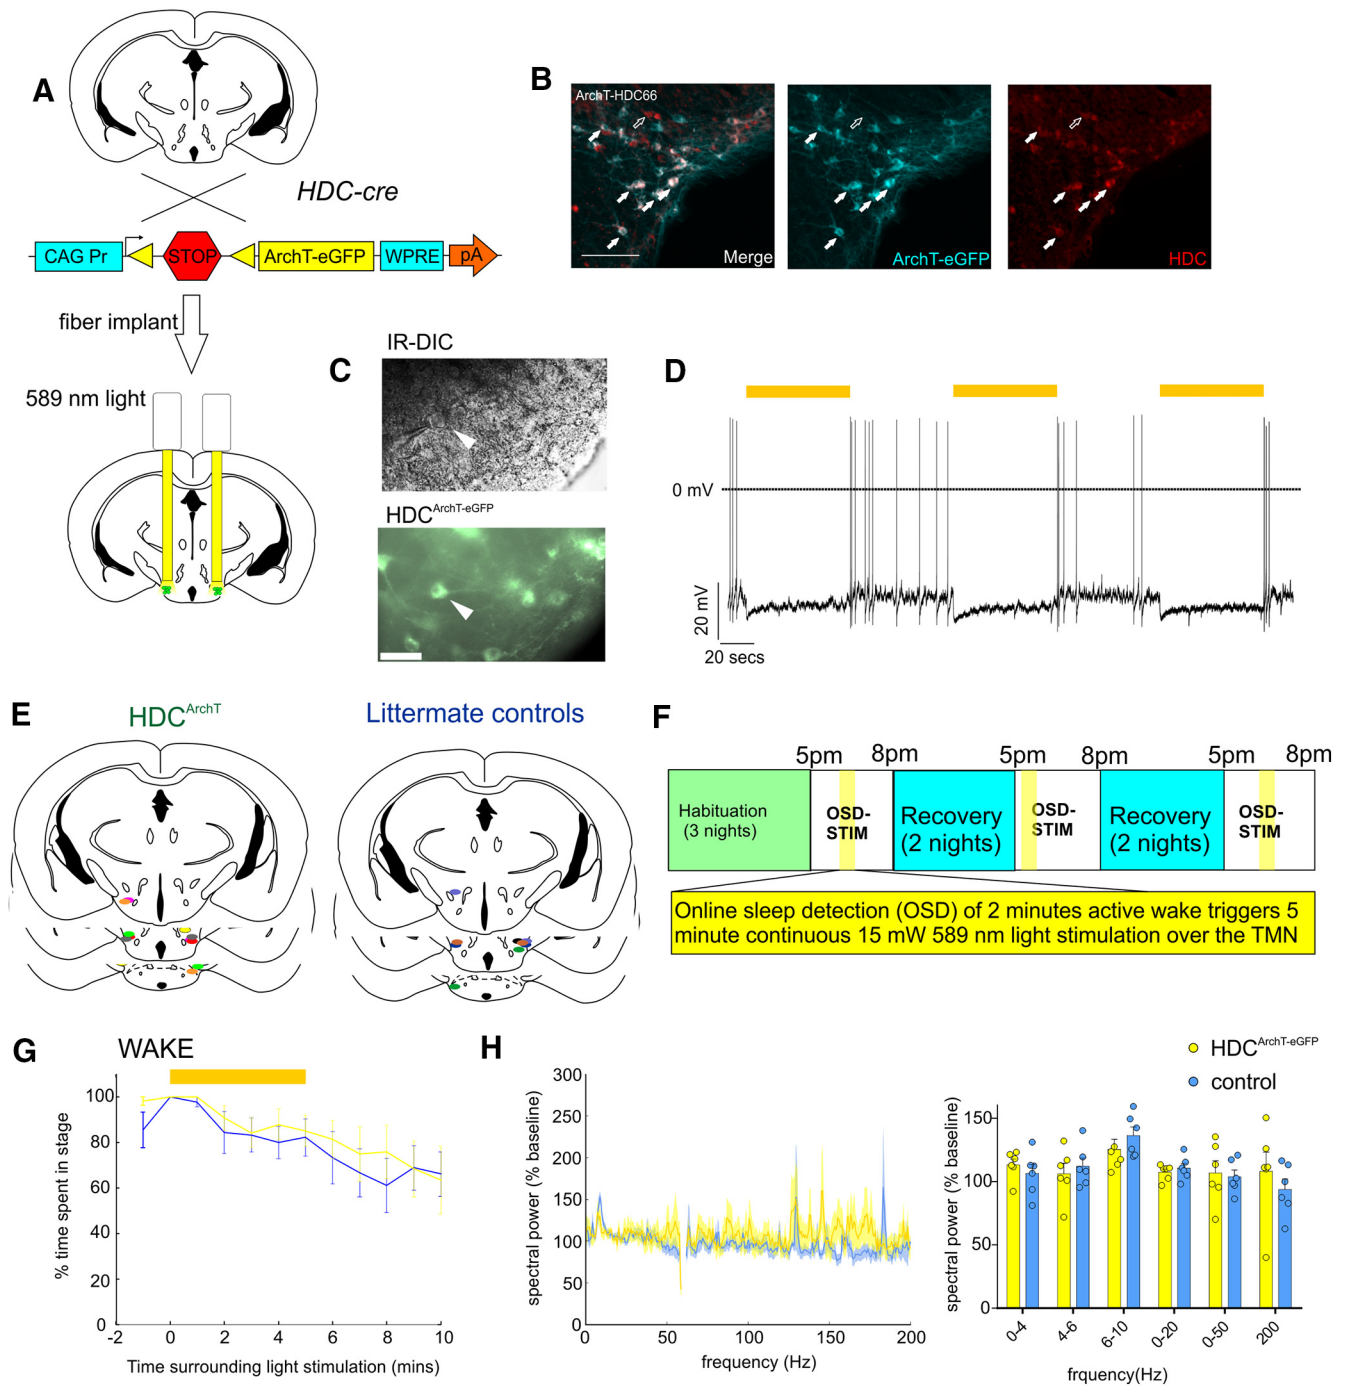 A
HDC-cre
CAG Pr
STOP
ArchT-eGFP
WPRE
pA
fiber implant
589 nm light
B
ArchT-HDC66
Merge
ArchT-eGFP
HDC
C
IR-DIC
HDC^ArchT-eGFP
D
0 mV
20 mV
20 secs
E
HDC^ArchT
Littermate controls
F
5pm 8pm 5pm 8pm 5pm 8pm
Habituation
(3 nights)
OSD-
STIM
Recovery
(2 nights)
OSD-
STIM
Recovery
(2 nights)
OSD-
STIM
Online sleep detection (OSD) of 2 minutes active wake triggers 5
minute continuous 15 mW 589 nm light stimulation over the TMN
G
WAKE
% time spent in stage
100
80
60
40
20
0
-2 0 2 4 6 8 10
Time surrounding light stimulation (mins)
H
spectral power (% baseline)
300
250
200
150
100
50
0
0 50 100 150 200
frequency (Hz)
HDC^ArchT-eGFP
control
spectral power (% baseline)
150
100
50
0
0-4 4-6 6-10 0-20 0-50 200
frquency(Hz)